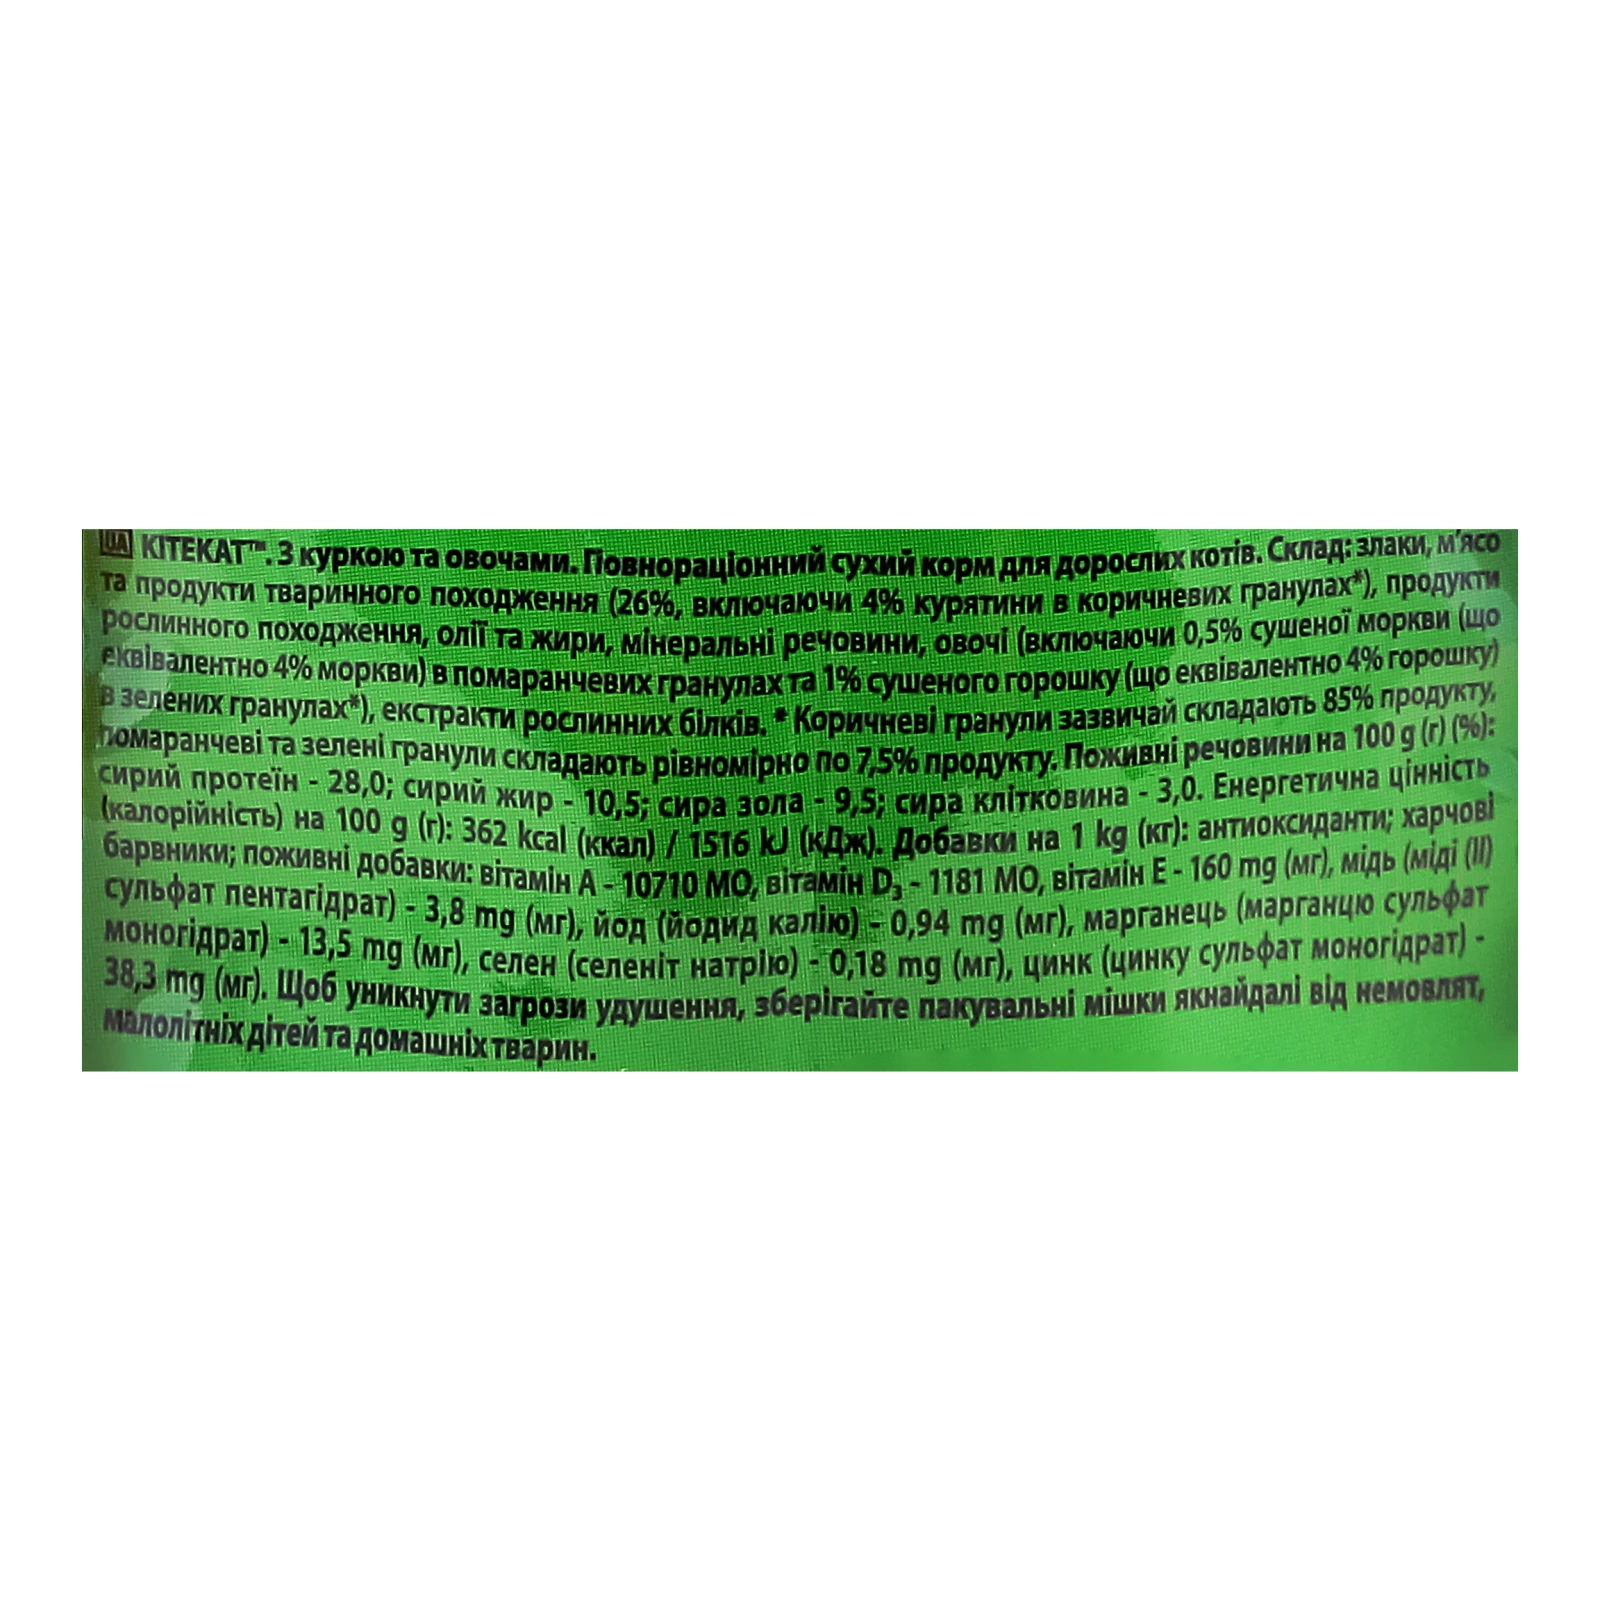 UA КІТЕКАТ™. З куркою та овочами. Повнораціонний сухий корм для дорослих котів. Склад: злаки, м'ясо
та продукти тваринного походження (26%, включаючи 4% курятини в коричневих гранулах*), продукти
рослинного походження, олії та жири, мінеральні речовини, овочі (включаючи 0,5% сушеної моркви (що
еквівалентно 4% моркви) в помаранчевих гранулах та 1% сушеного горошку (що еквівалентно 4% горошку)
в зелених гранулах*), екстракти рослинних білків. * Коричневі гранули зазвичай складають 85% продукту,
помаранчеві та зелені гранули складають рівномірно по 7,5% продукту. Поживні речовини на 100 g (г) (%):
сирий протеїн - 28,0; сирий жир - 10,5; сира зола - 9,5; сира клітковина - 3,0. Енергетична цінність
(калорійність) на 100 g (г): 362 kcal (ккал) / 1516 kJ (кДж). Добавки на 1 kg (кг): антиоксиданти; харчові
барвники; поживні добавки: вітамін А - 10710 МО, вітамін D₃ - 1181 МО, вітамін Е - 160 mg (мг), мідь (міді (II)
сульфат пентагідрат) - 3,8 mg (мг), йод (йодид калію) - 0,94 mg (мг), марганець (марганцю сульфат
моногідрат) - 13,5 mg (мг), селен (селеніт натрію) - 0,18 mg (мг), цинк (цинку сульфат моногідрат) -
38,3 mg (мг). Щоб уникнути загрози удушення, зберігайте пакувальні мішки якнайдалі від немовлят,
малолітніх дітей та домашніх тварин.